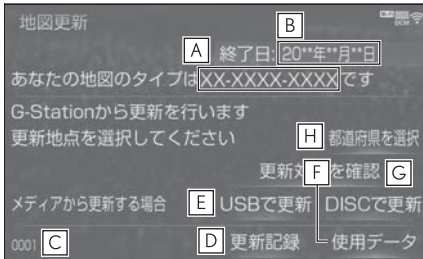 地図更新
DCM
B
A 終了日:20**年**月**日
あなたの地図のタイプはXX-XXXX-XXXXです
G-Stationから更新を行います
更新地点を選択してください H 都道府県を選択
更新対 F を確認 G
メディアから更新する場合 E USBで更新 DISCで更新
0001 C D 更新記録 使用データ